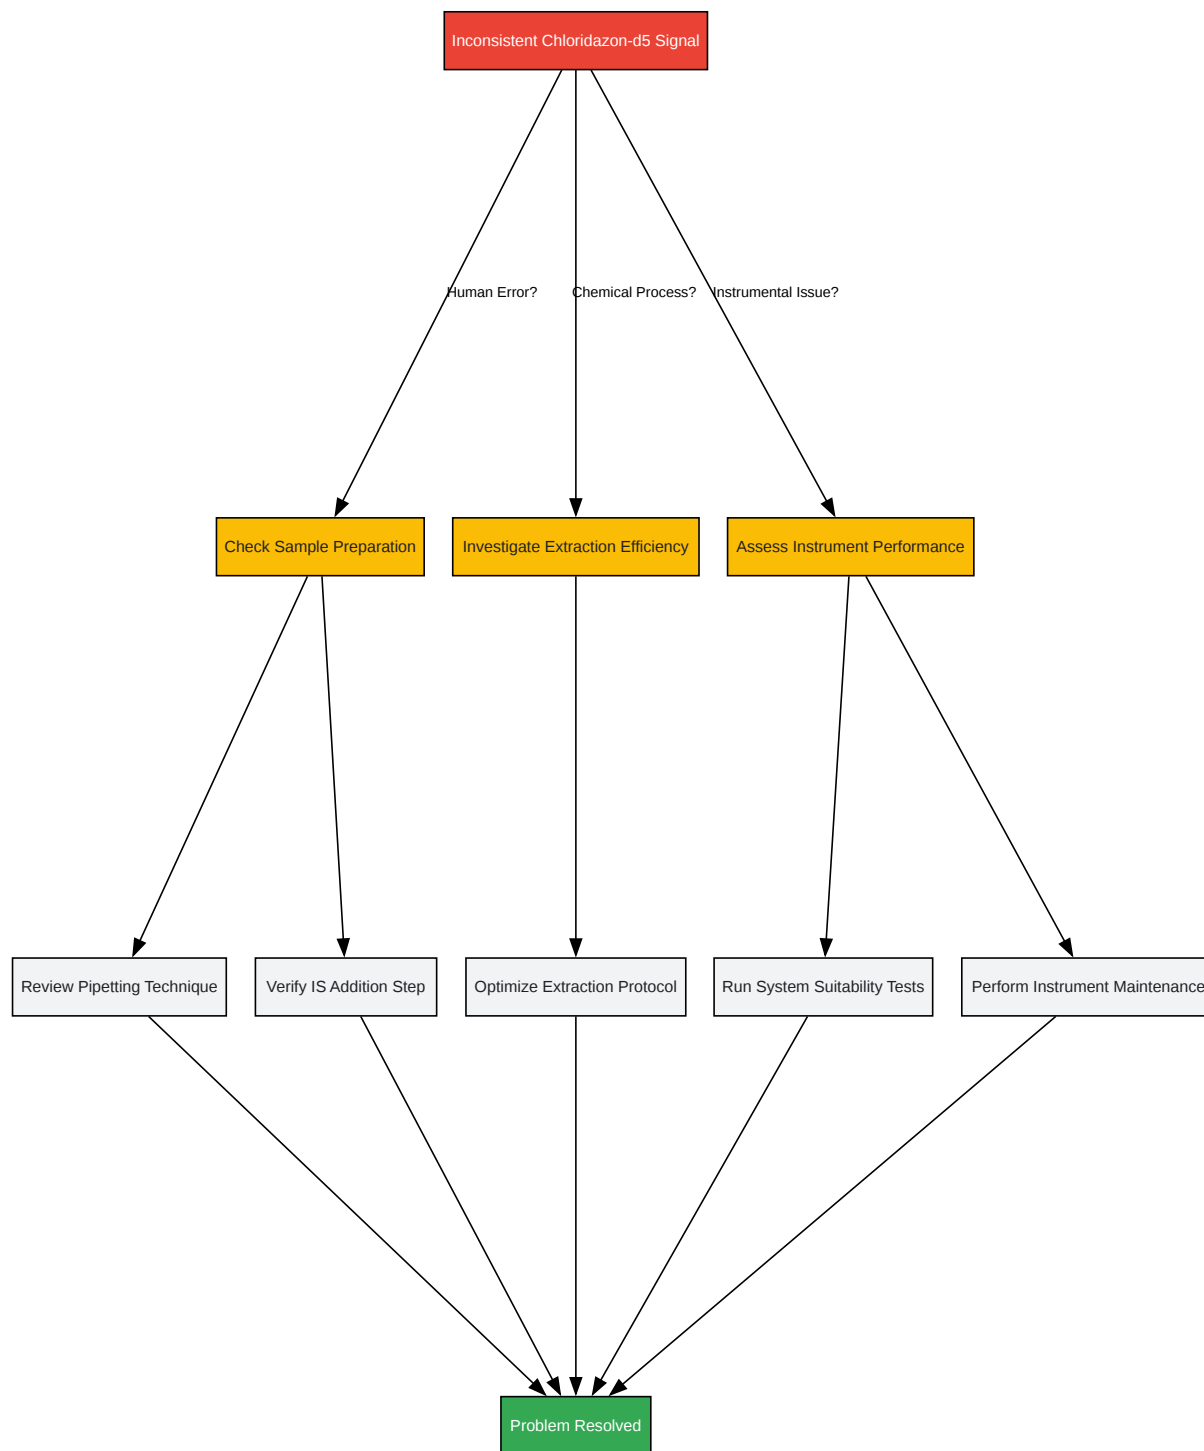 Inconsistent Chloridazon-d5 Signal
Human Error?
Chemical Process?
Instrumental Issue?
Check Sample Preparation
Investigate Extraction Efficiency
Assess Instrument Performance
Review Pipetting Technique
Verify IS Addition Step
Optimize Extraction Protocol
Run System Suitability Tests
Perform Instrument Maintenance
Problem Resolved